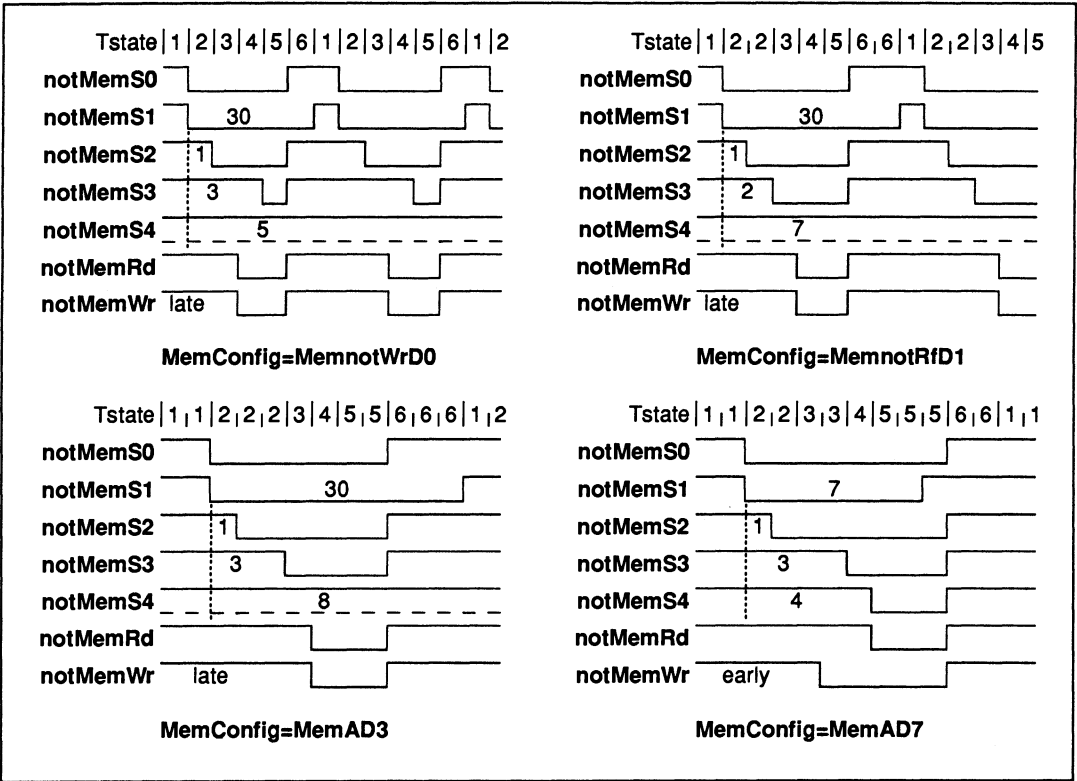 Tstate |1|2|3|4|5|6|1|2|3|4|5|6|1|2
notMemS0
notMemS1 30
notMemS2 1
notMemS3 3
notMemS4 5
notMemRd
notMemWr late
MemConfig=MemnotWrD0
Tstate |1|2|2|3|4|5|6|6|1|2|2|3|4|5
notMemS0
notMemS1 30
notMemS2 1
notMemS3 2
notMemS4 7
notMemRd
notMemWr late
MemConfig=MemnotRfD1
Tstate |1|1|2|2|2|3|4|5|5|6|6|6|1|2
notMemS0
notMemS1 30
notMemS2 1
notMemS3 3
notMemS4 8
notMemRd
notMemWr late
MemConfig=MemAD3
Tstate |1|1|2|2|3|3|4|5|5|5|6|6|1|1
notMemS0
notMemS1 7
notMemS2 1
notMemS3 3
notMemS4 4
notMemRd
notMemWr early
MemConfig=MemAD7